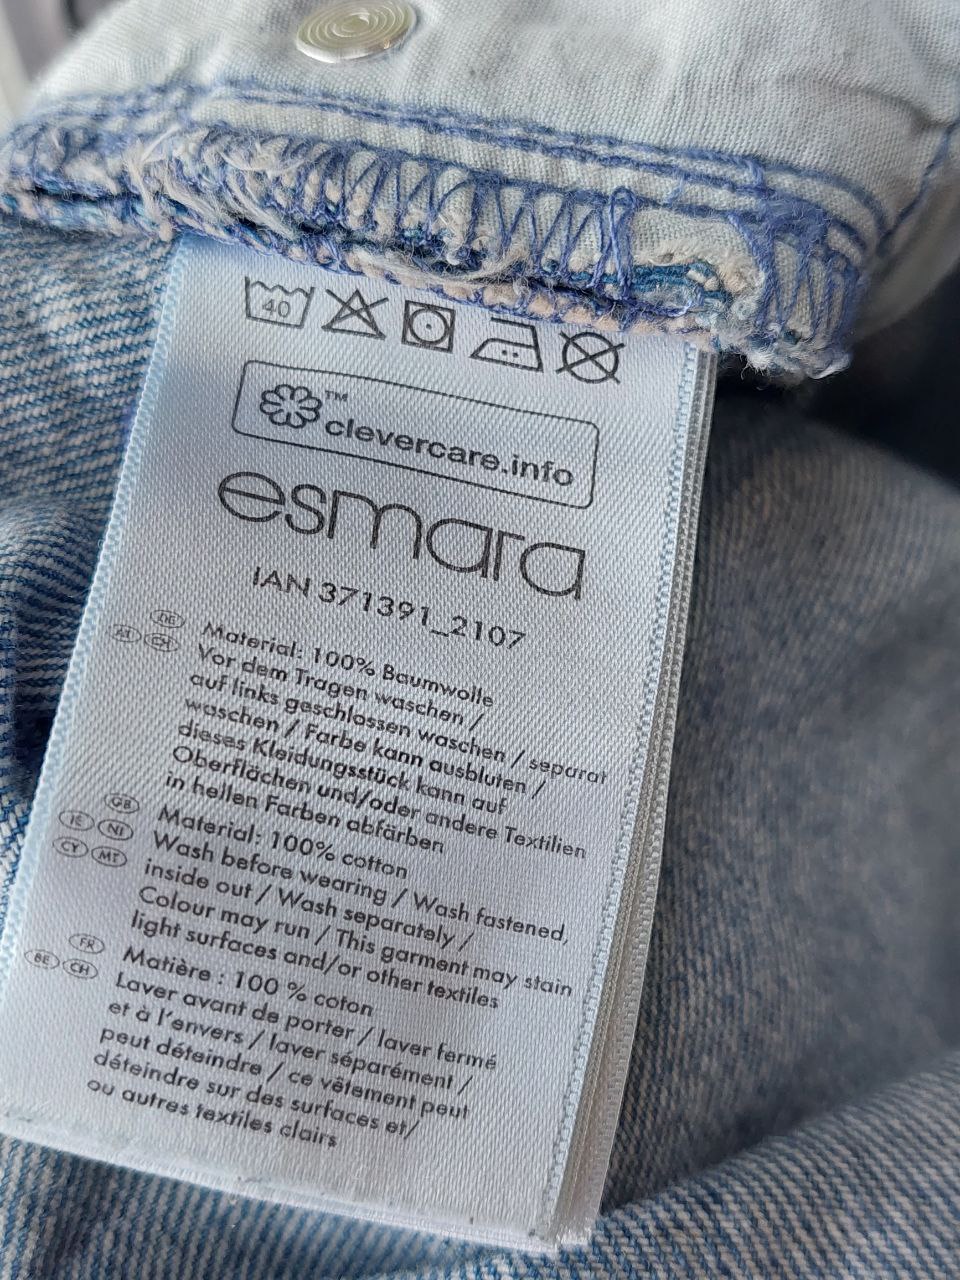 40
clevercare.info™
esmara
IAN 371391_2107
DE AT CH
Material: 100% Baumwolle
Vor dem Tragen waschen /
auf links geschlossen waschen / separat
waschen / Farbe kann ausbluten /
dieses Kleidungsstück kann auf
Oberflächen und/oder andere Textilien
in hellen Farben abfärben
GB IE NI CY MT
Material: 100% cotton
Wash before wearing / Wash fastened,
inside out / Wash separately /
Colour may run / This garment may stain
light surfaces and/or other textiles
FR BE CH
Matière : 100 % coton
Laver avant de porter / laver fermé
et à l'envers / laver séparément /
peut déteindre / ce vêtement peut
déteindre sur des surfaces et/
ou autres textiles clairs